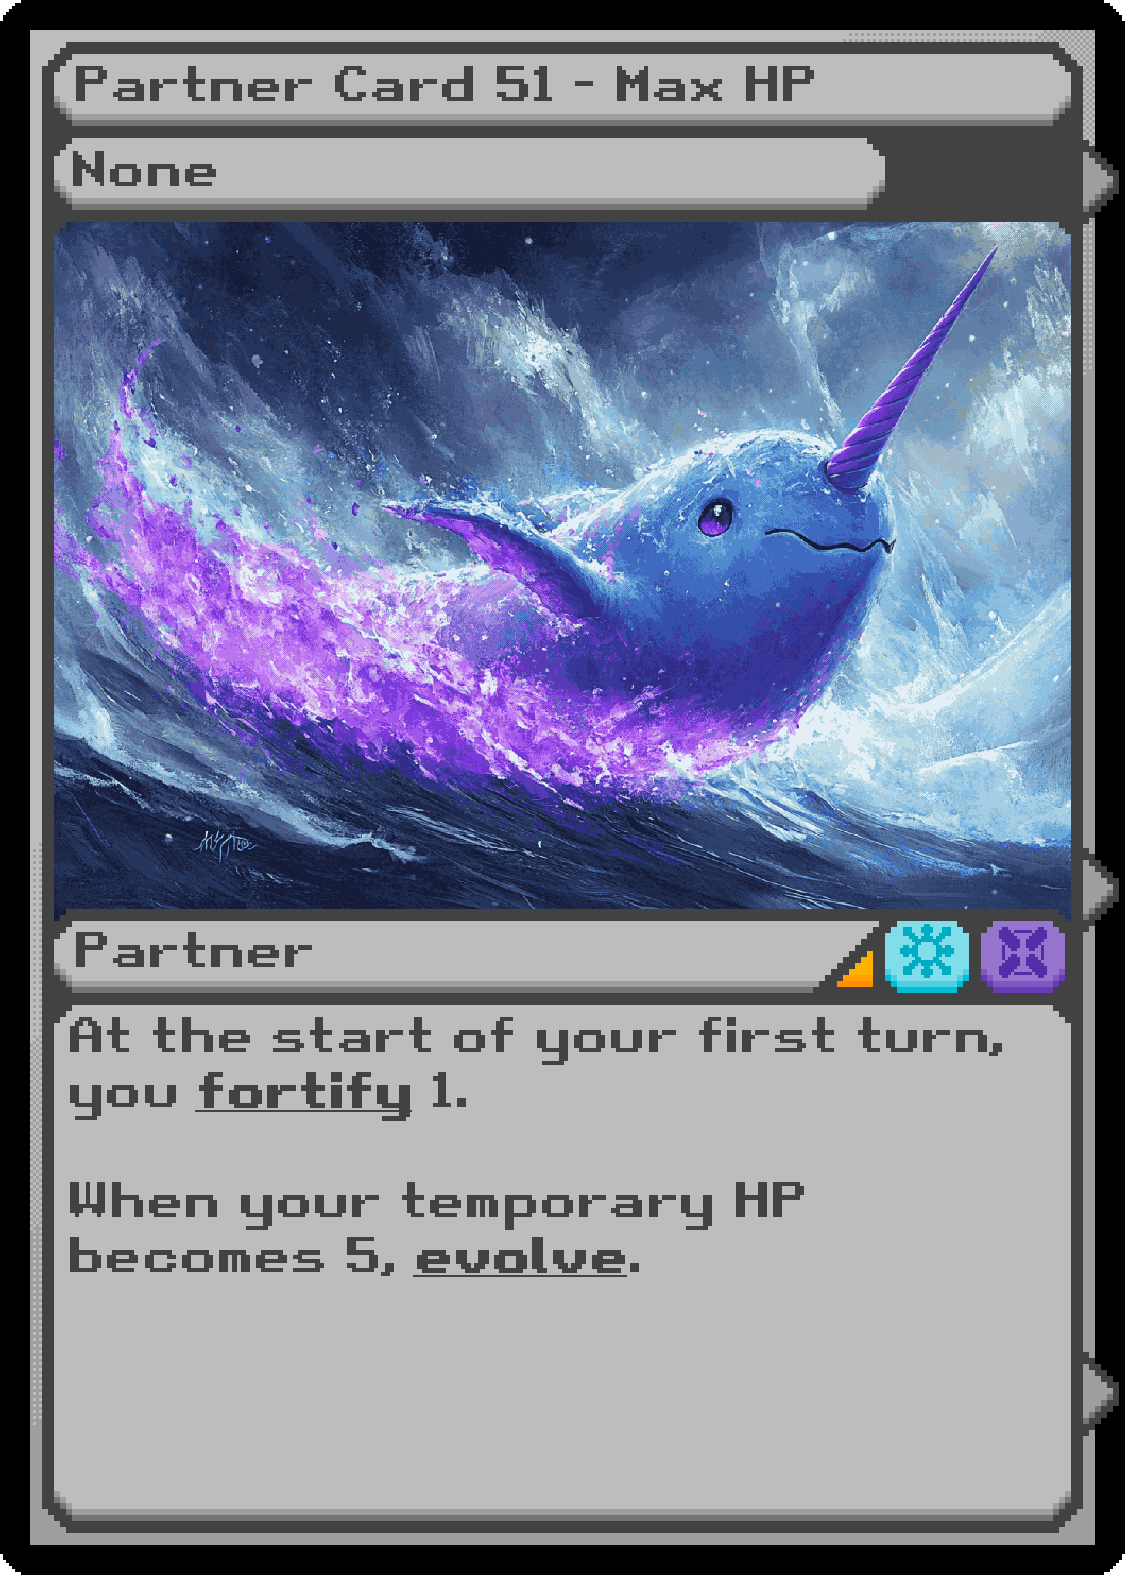 Partner Card 51 - Max HP
None
Partner
At the start of your first turn,
you fortify 1.
When your temporary HP
becomes 5, evolve.